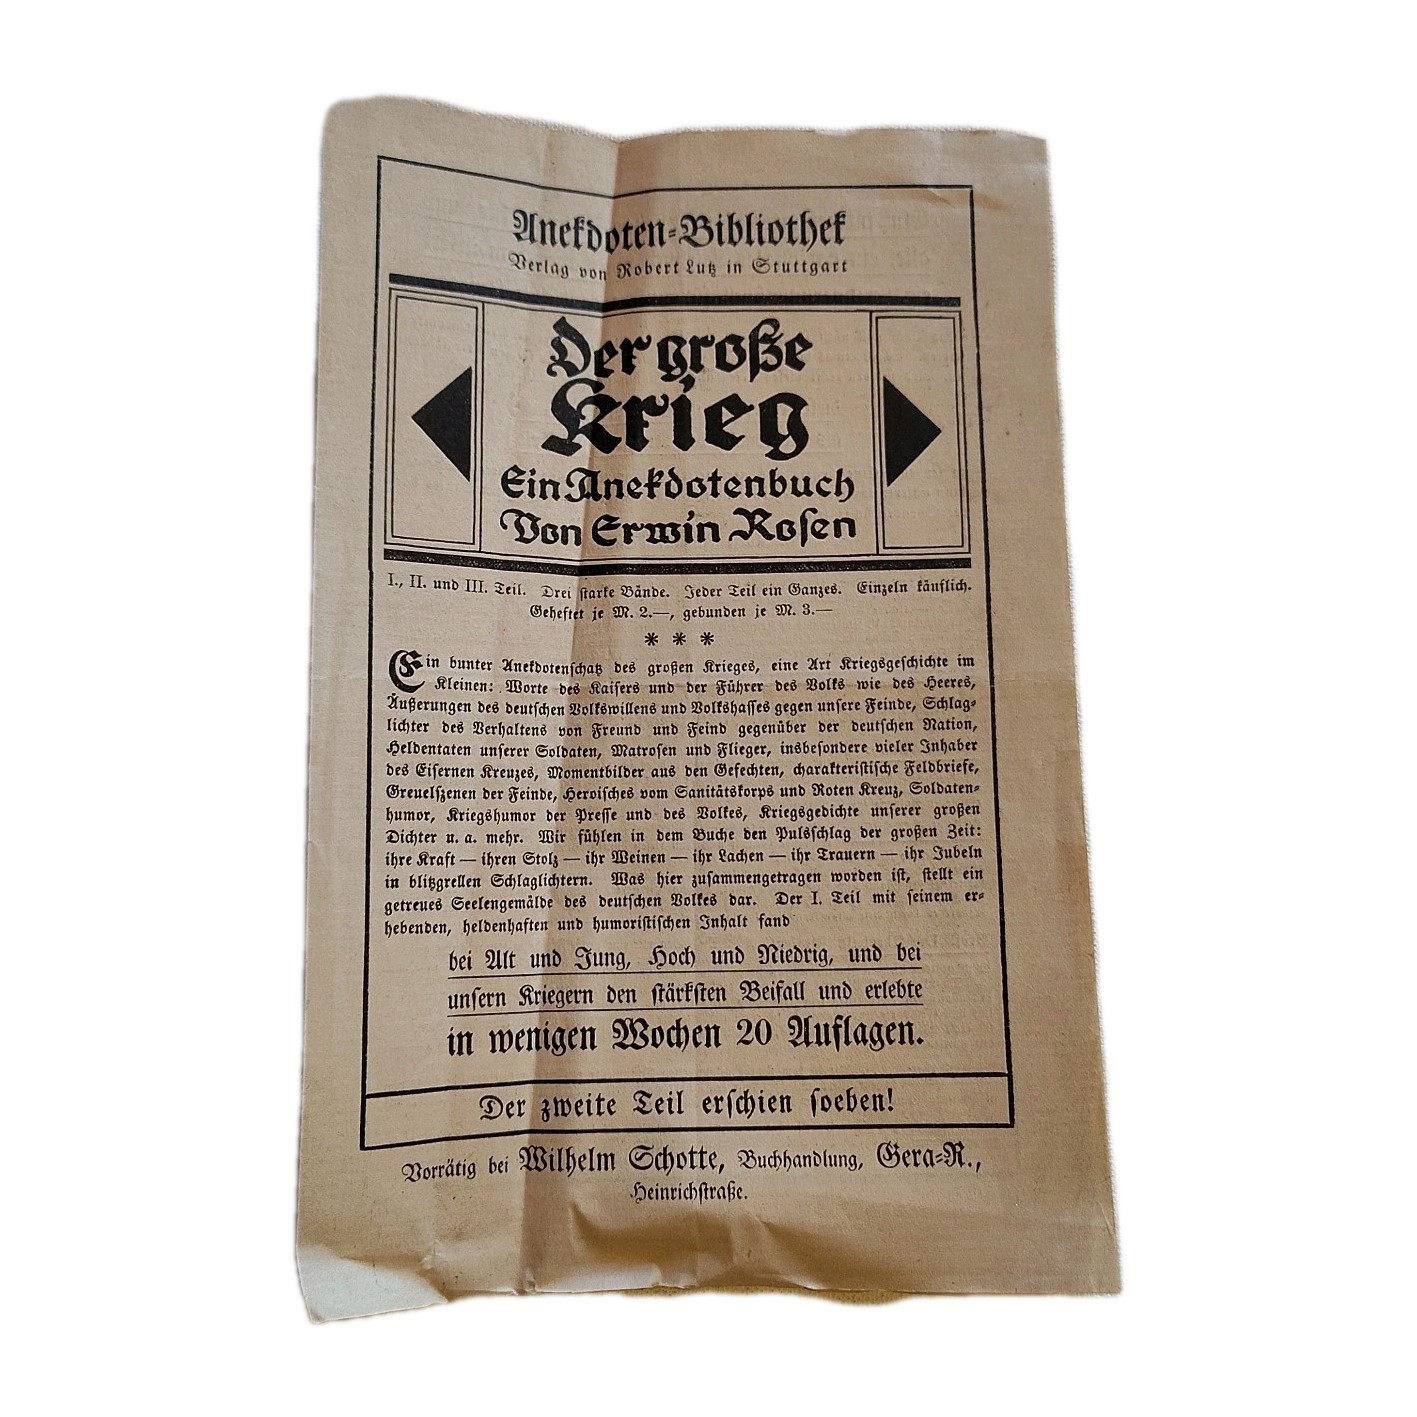 Anekdoten-Bibliothek
Verlag von Robert Lutz in Stuttgart
Der große
Krieg
Ein Anekdotenbuch
Von Erwin Rosen
I., II. und III. Teil. Drei starke Bände. Jeder Teil ein Ganzes. Einzeln käuflich.
Geheftet je M. 2.—, gebunden je M. 3.—
* * *
Ein bunter Anekdotenschatz des großen Krieges, eine Art Kriegsgeschichte im
Kleinen: Worte des Kaisers und der Führer des Volks wie des Heeres,
Äußerungen des deutschen Volkswillens und Volkshasses gegen unsere Feinde, Schlag-
lichter des Verhaltens von Freund und Feind gegenüber der deutschen Nation,
Heldentaten unserer Soldaten, Matrosen und Flieger, insbesondere vieler Inhaber
des Eisernen Kreuzes, Momentbilder aus den Gefechten, charakteristische Feldbriefe,
Greuelszenen der Feinde, Heroisches vom Sanitätskorps und Roten Kreuz, Soldaten-
humor, Kriegshumor der Presse und des Volkes, Kriegsgedichte unserer großen
Dichter u. a. mehr. Wir fühlen in dem Buche den Pulsschlag der großen Zeit:
ihre Kraft — ihren Stolz — ihr Weinen — ihr Lachen — ihr Trauern — ihr Jubeln
in blitzgrellen Schlaglichtern. Was hier zusammengetragen worden ist, stellt ein
getreues Seelengemälde des deutschen Volkes dar. Der I. Teil mit seinem er-
hebenden, heldenhaften und humoristischen Inhalt fand
bei Alt und Jung, Hoch und Niedrig, und bei
unsern Kriegern den stärksten Beifall und erlebte
in wenigen Wochen 20 Auflagen.
Der zweite Teil erschien soeben!
Vorrätig bei Wilhelm Schotte, Buchhandlung, Gera-R.,
Heinrichstraße.